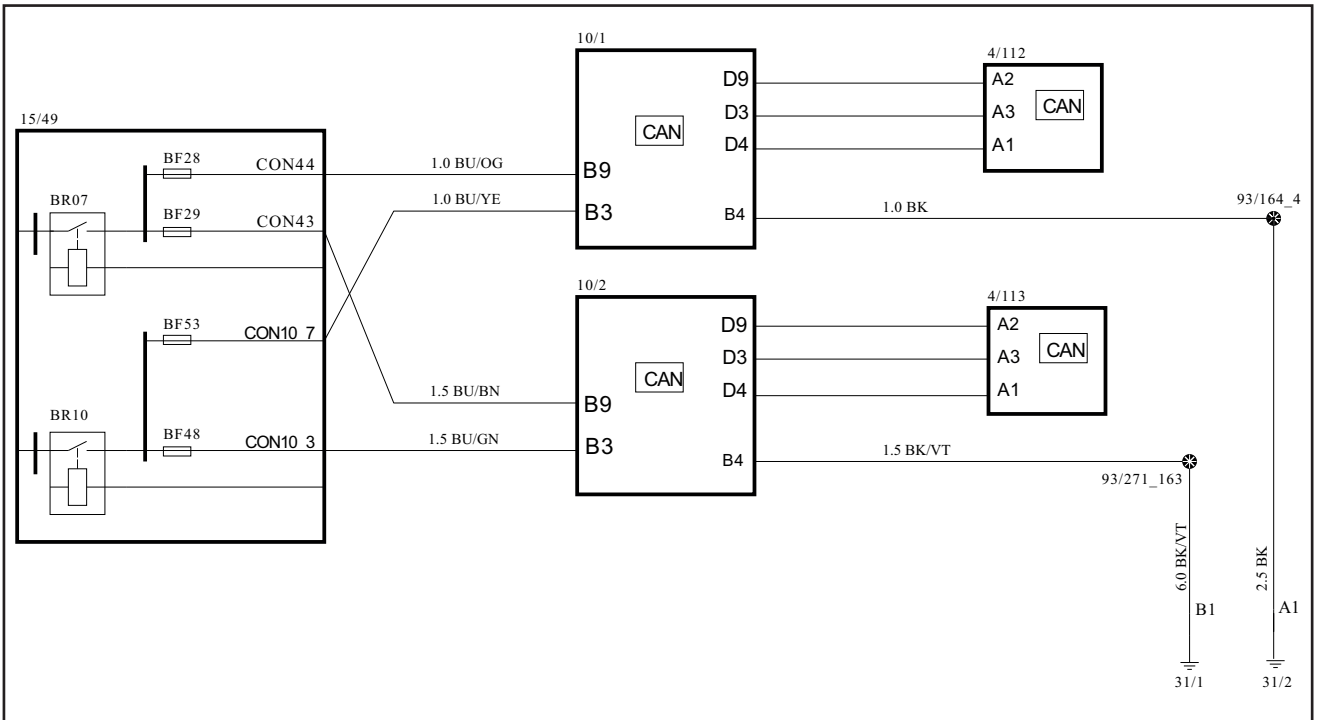 10/1
4/112
D9
A2
CAN
D3
A3
CAN
15/49
D4
A1
BF28
CON44
1.0 BU/OG
B9
BR07
BF29
CON43
1.0 BU/YE
B3
B4
1.0 BK
93/164_4
10/2
4/113
BF53
CON10 7
D9
A2
CAN
D3
A3
CAN
1.5 BU/BN
B9
D4
A1
BR10
BF48
CON10 3
1.5 BU/GN
B3
B4
1.5 BK/VT
93/271_163
6.0 BK/VT
2.5 BK
B1
A1
31/1
31/2